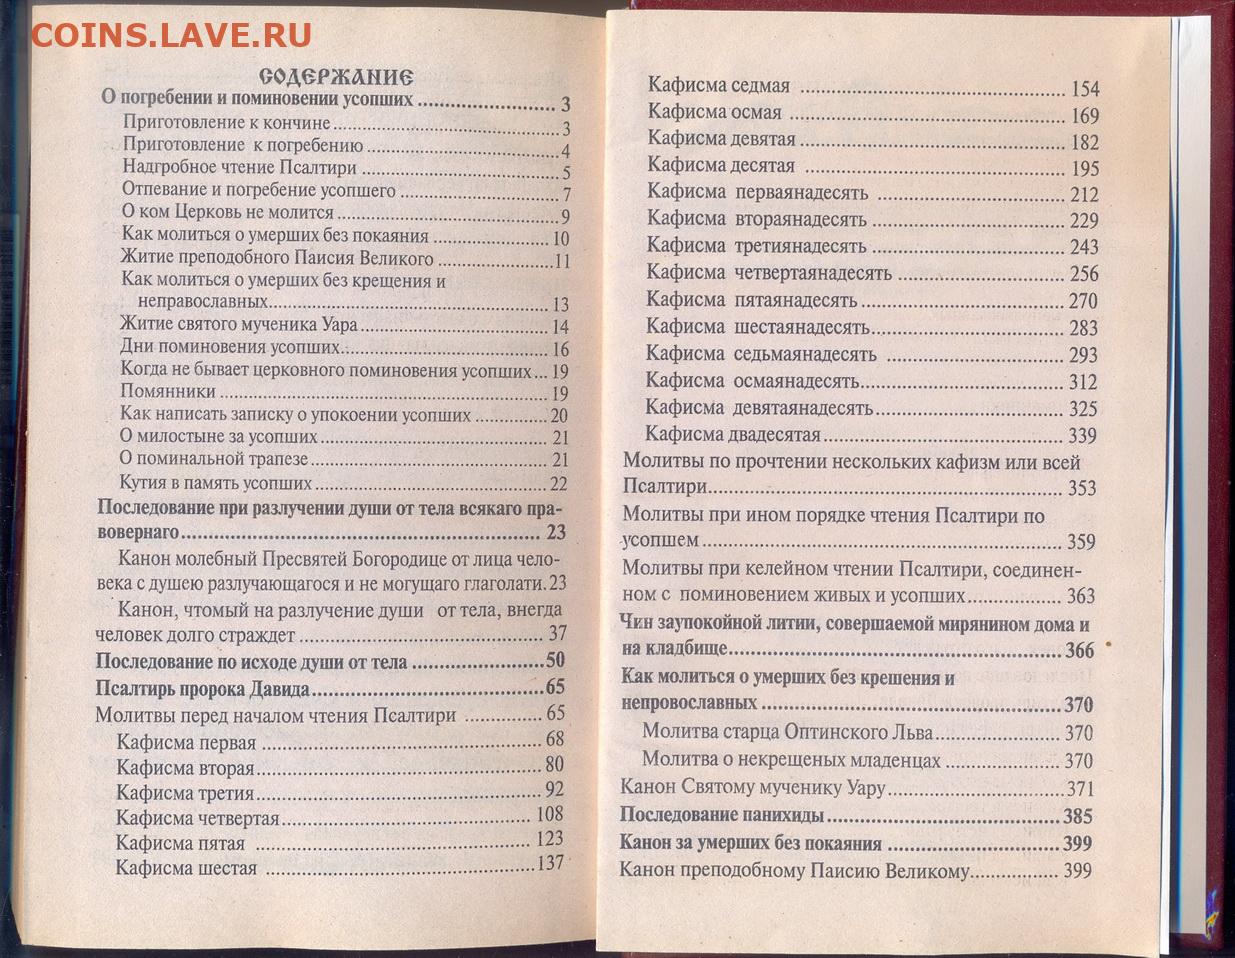 COINS.LAVE.RU
СОДЕРЖАНИЕ
О погребении и поминовении усопших .......................... 3
Приготовление к кончине .......................................... 3
Приготовление к погребению ................................... 4
Надгробное чтение Псалтири .................................... 5
Отпевание и погребение усопшего ............................. 7
О ком Церковь не молится ......................................... 9
Как молиться о умерших без покаяния ..................... 10
Житие преподобного Паисия Великого .................... 11
Как молиться о умерших без крещения и
неправославных...................................................... 13
Житие святого мученика Уара ................................... 14
Дни поминовения усопших....................................... 16
Когда не бывает церковного поминовения усопших... 19
Помянники ............................................................. 19
Как написать записку о упокоении усопших ............. 20
О милостыне за усопших .......................................... 21
О поминальной трапезе............................................ 21
Кутия в память усопших ........................................... 22
Последование при разлучении души от тела всякаго пра-
вовернаго................................................................. 23
Канон молебный Пресвятей Богородице от лица чело-
века с душею разлучающагося и не могущаго глаголати. 23
Канон, чтомый на разлучение души от тела, внегда
человек долго страждет ............................................ 37
Последование по исходе души от тела ........................ 50
Псалтирь пророка Давида.......................................... 65
Молитвы перед началом чтения Псалтири ............... 65
Кафисма первая ...................................................... 68
Кафисма вторая....................................................... 80
Кафисма третия....................................................... 92
Кафисма четвертая................................................... 108
Кафисма пятая ........................................................ 123
Кафисма шестая ...................................................... 137
Кафисма седмая ...................................................... 154
Кафисма осмая ........................................................ 169
Кафисма девятая ..................................................... 182
Кафисма десятая ..................................................... 195
Кафисма перваянадесять ........................................ 212
Кафисма втораянадесять ......................................... 229
Кафисма третиянадесять ......................................... 243
Кафисма четвертаянадесять .................................... 256
Кафисма пятаянадесять .......................................... 270
Кафисма шестаянадесять......................................... 283
Кафисма седьмаянадесять ....................................... 293
Кафисма осмаянадесять........................................... 312
Кафисма девятаянадесять........................................ 325
Кафисма двадесятая................................................ 339
Молитвы по прочтении нескольких кафизм или всей
Псалтири................................................................. 353
Молитвы при ином порядке чтения Псалтири по
усопшем .................................................................. 359
Молитвы при келейном чтении Псалтири, соединен-
ном с поминовением живых и усопших.................... 363
Чин заупокойной литии, совершаемой мирянином дома и
на кладбище............................................................. 366
Как молиться о умерших без крешения и
неправославных ....................................................... 370
Молитва старца Оптинского Льва............................. 370
Молитва о некрещеных младенцах .......................... 370
Канон Святому мученику Уару.................................. 371
Последование панихиды ........................................... 385
Канон за умерших без покаяния ................................ 399
Канон преподобному Паисию Великому.................... 399